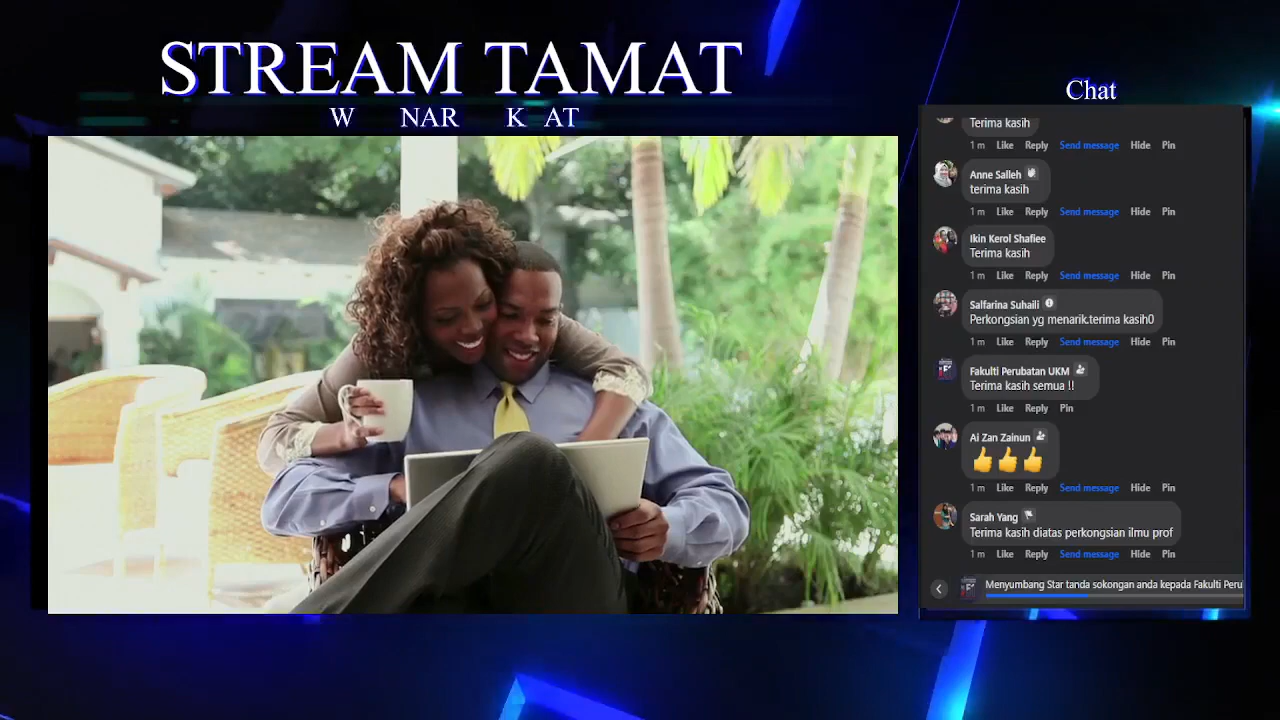 STREAM TAMAT
W NAR K AT
Chat
Terima kasih
1 m Like Reply Send message Hide Pin
Anne Salleh
terima kasih
1 m Like Reply Send message Hide Pin
Ikin Kerol Shafiee
Terima kasih
1 m Like Reply Send message Hide Pin
Salfarina Suhaili
Perkongsian yg menarik.terima kasih0
1 m Like Reply Send message Hide Pin
Fakulti Perubatan UKM
Terima kasih semua !!
1 m Like Reply Pin
Ai Zan Zainun
👍👍👍
1 m Like Reply Send message Hide Pin
Sarah Yang
Terima kasih diatas perkongsian ilmu prof
1 m Like Reply Send message Hide Pin
Menyumbang Star tanda sokongan anda kepada Fakulti Peru